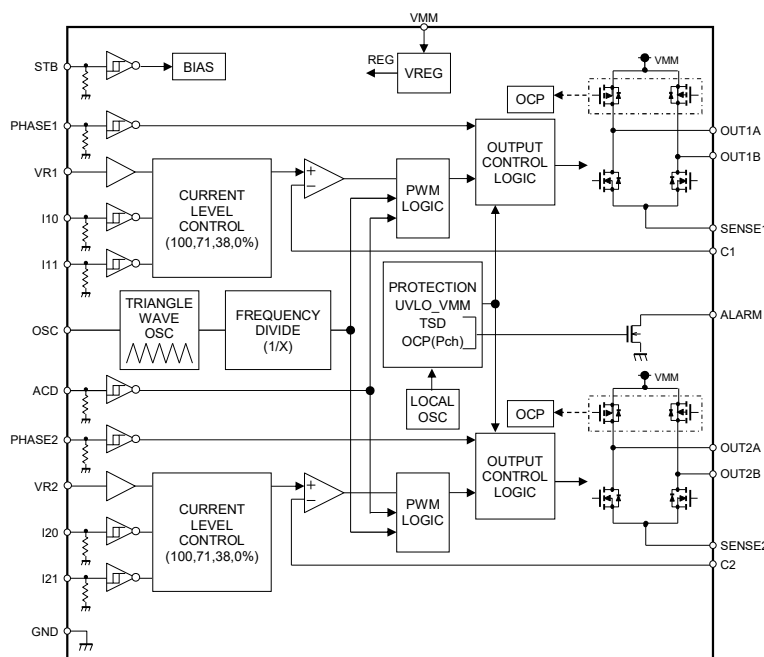 VMM
STB
BIAS
REG
VREG
VMM
OCP
PHASE1
OUTPUT
CONTROL
LOGIC
OUT1A
OUT1B
VR1
CURRENT
LEVEL
CONTROL
(100,71,38,0%)
+
−
PWM
LOGIC
I10
I11
SENSE1
C1
PROTECTION
UVLO_VMM
TSD
OCP(Pch)
ALARM
OSC
TRIANGLE
WAVE
OSC
FREQUENCY
DIVIDE
(1/X)
ACD
LOCAL
OSC
VMM
OCP
PHASE2
OUTPUT
CONTROL
LOGIC
OUT2A
OUT2B
VR2
CURRENT
LEVEL
CONTROL
(100,71,38,0%)
+
−
PWM
LOGIC
I20
I21
SENSE2
C2
GND